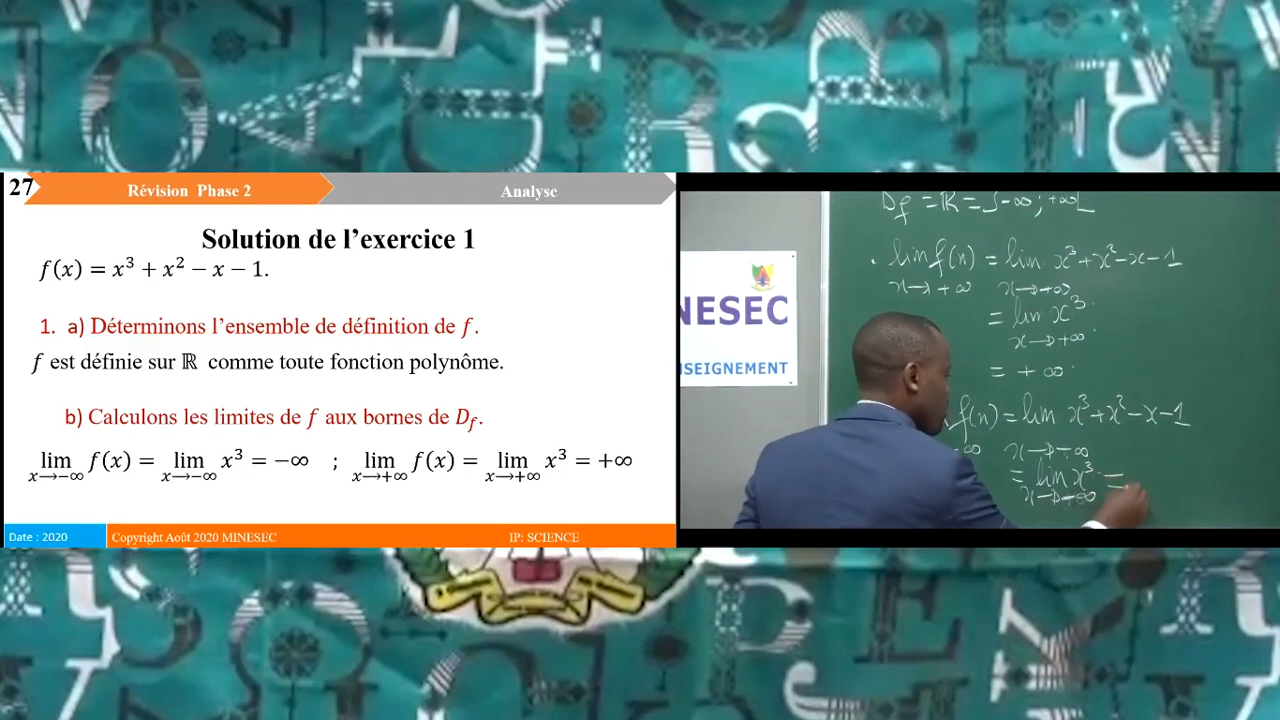 27
Révision Phase 2
Analyse
Solution de l’exercice 1
f(x) = x³ + x² − x − 1.
1. a) Déterminons l’ensemble de définition de f.
f est définie sur ℝ comme toute fonction polynôme.
b) Calculons les limites de f aux bornes de D_f.
lim_{x→−∞} f(x) = lim_{x→−∞} x³ = −∞ ; lim_{x→+∞} f(x) = lim_{x→+∞} x³ = +∞
Date : 2020
Copyright Août 2020 MINESEC
IP: SCIENCE
NESEC
SEIGNEMENT
Df = ℝ = ]-∞ ; +∞[
. lim f(x) = lim x³+x²-x-1
x→+∞ x→+∞
= lim x³
x→+∞
= +∞
f(x) = lim x³+x²-x-1
-∞ x→-∞
= lim x³ =
x→-∞